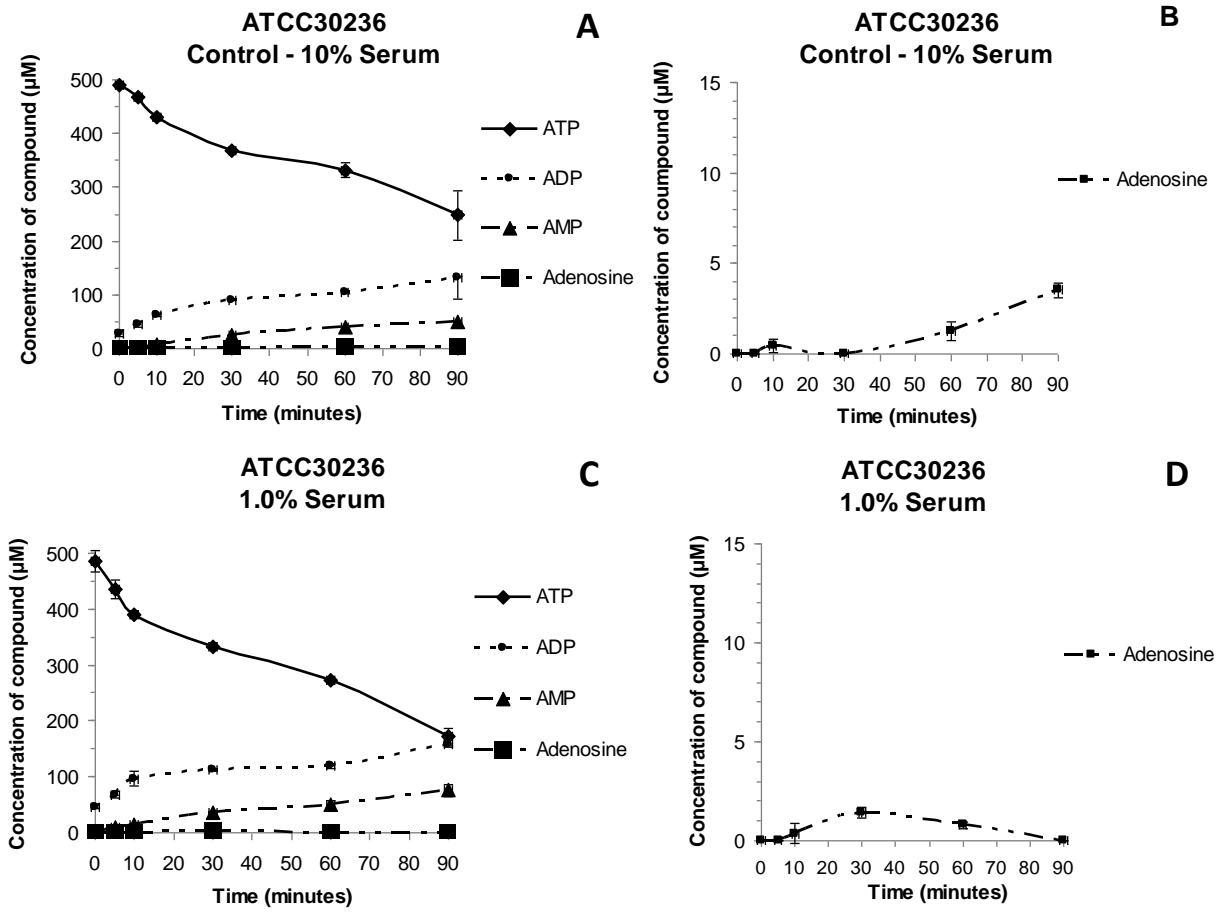 ATCC30236
Control - 10% Serum
A
Concentration of compound (µM)
500
400
300
200
100
0
0 10 20 30 40 50 60 70 80 90
Time (minutes)
ATP
ADP
AMP
Adenosine
ATCC30236
Control - 10% Serum
B
Concentration of coumpound (µM)
15
10
5
0
0 10 20 30 40 50 60 70 80 90
Time (minutes)
Adenosine
ATCC30236
1.0% Serum
C
Concentration of compound (µM)
500
400
300
200
100
0
0 10 20 30 40 50 60 70 80 90
Time (minutes)
ATP
ADP
AMP
Adenosine
ATCC30236
1.0% Serum
D
Concentration of compound (µM)
15
10
5
0
0 10 20 30 40 50 60 70 80 90
Time (minutes)
Adenosine